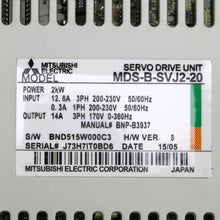 MITSUBISHI ELECTRIC SERVO DRIVE UNIT
MODEL MDS-B-SVJ2-20
POWER 2kW
INPUT 12.6A 3PH 200-230V 50/60Hz
0.3A 1PH 200-230V 50/60Hz
OUTPUT 14A 3PH 170V 0-360Hz
MANUAL# BNP-B3937
S/W BND515W000C3 H/W VER. S
SERIAL# J73H7IT0BD6 DATE 15/05
MITSUBISHI ELECTRIC CORPORATION JAPAN